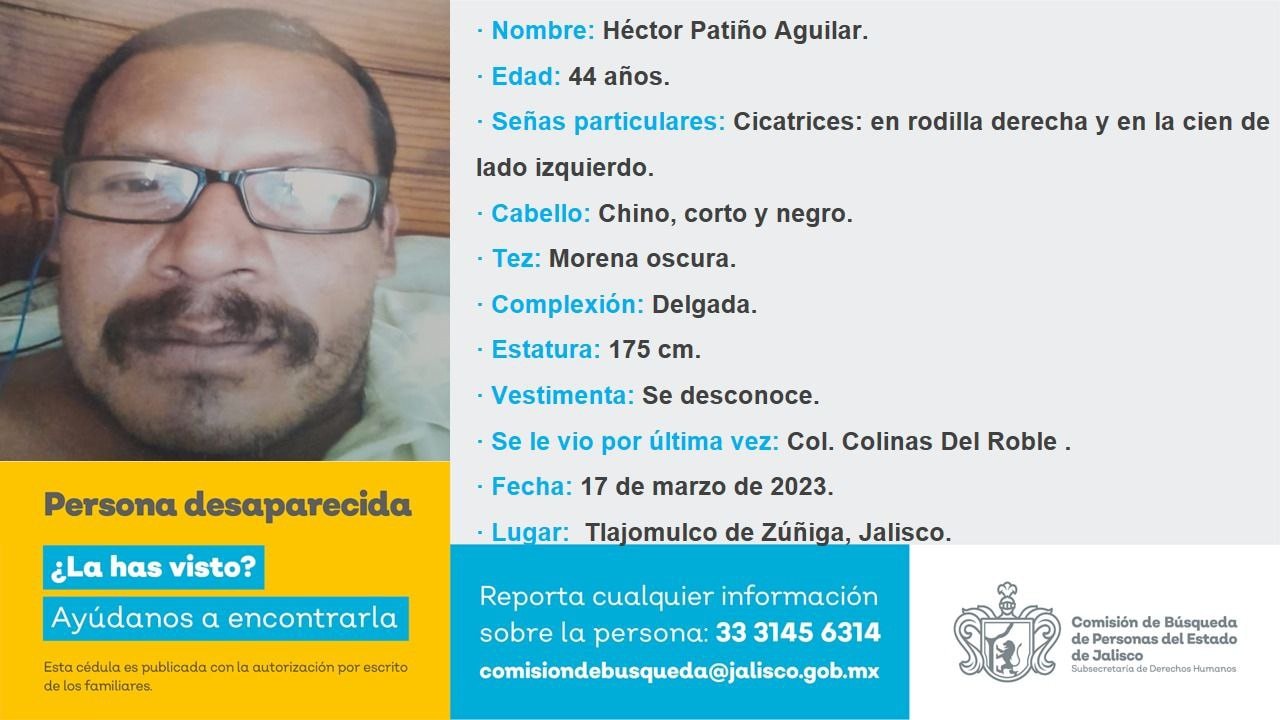 · Nombre: Héctor Patiño Aguilar.
· Edad: 44 años.
· Señas particulares: Cicatrices: en rodilla derecha y en la cien de
lado izquierdo.
· Cabello: Chino, corto y negro.
· Tez: Morena oscura.
· Complexión: Delgada.
· Estatura: 175 cm.
· Vestimenta: Se desconoce.
· Se le vio por última vez: Col. Colinas Del Roble .
· Fecha: 17 de marzo de 2023.
· Lugar: Tlajomulco de Zúñiga, Jalisco.
Persona desaparecida
¿La has visto?
Ayúdanos a encontrarla
Esta cédula es publicada con la autorización por escrito
de los familiares.
Reporta cualquier información
sobre la persona: 33 3145 6314
comisiondebusqueda@jalisco.gob.mx
Comisión de Búsqueda
de Personas del Estado
de Jalisco
Subsecretaría de Derechos Humanos